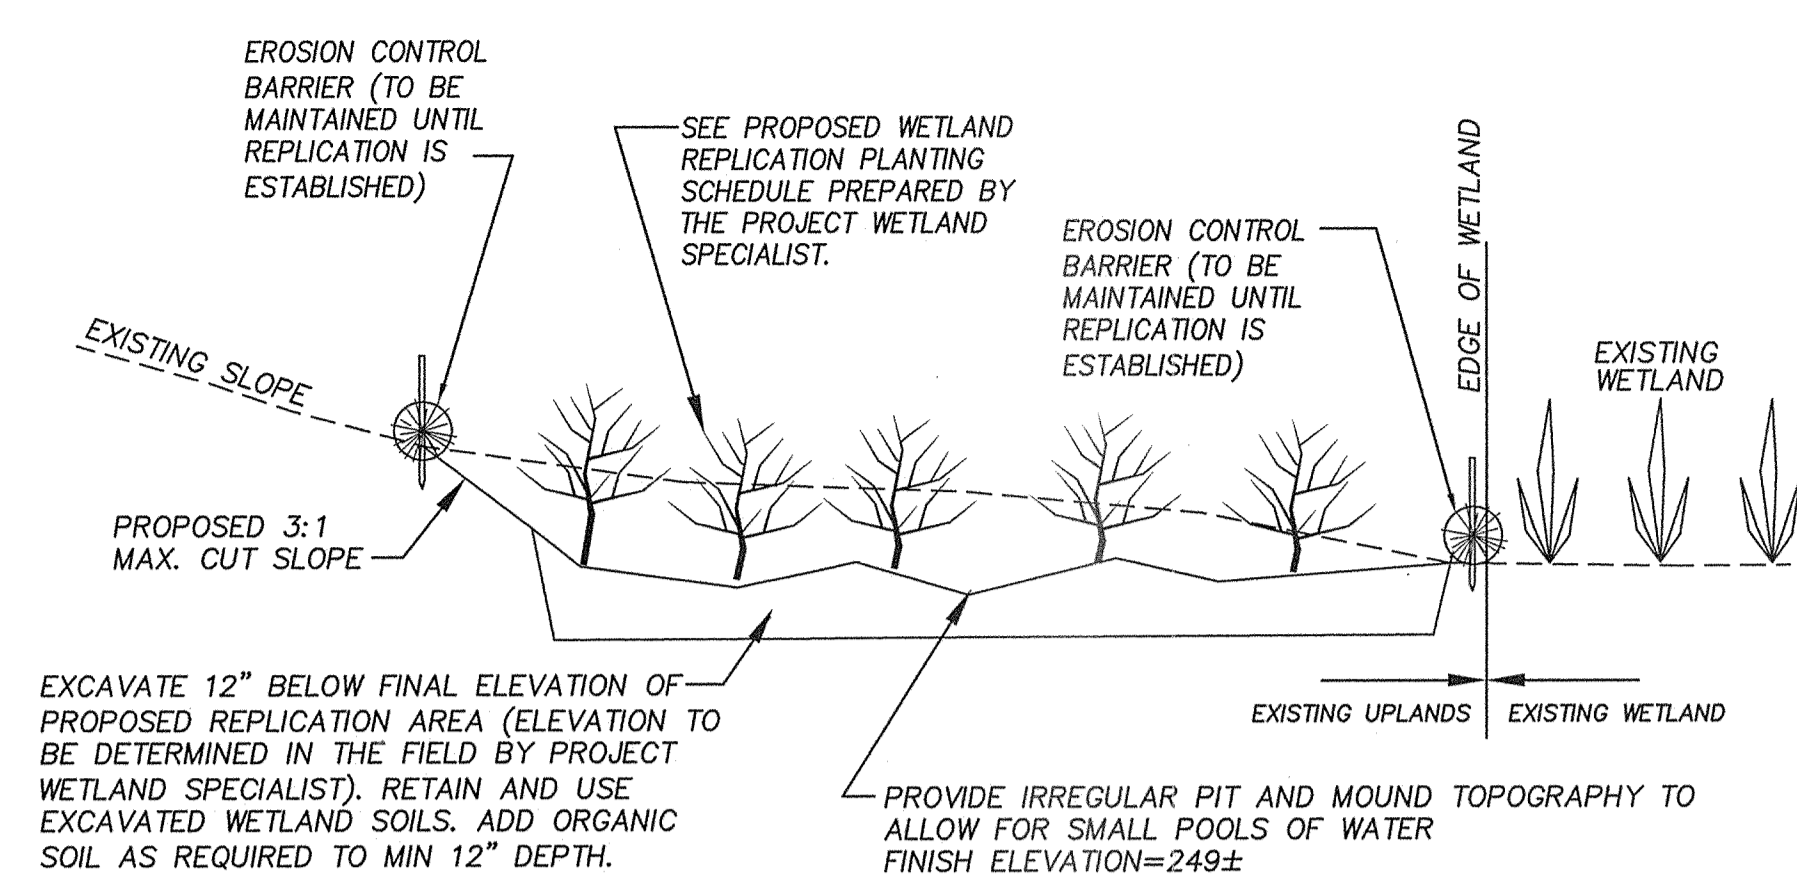 EROSION CONTROL
BARRIER (TO BE
MAINTAINED UNTIL
REPLICATION IS
ESTABLISHED)
SEE PROPOSED WETLAND
REPLICATION PLANTING
SCHEDULE PREPARED BY
THE PROJECT WETLAND
SPECIALIST.
EROSION CONTROL
BARRIER (TO BE
MAINTAINED UNTIL
REPLICATION IS
ESTABLISHED)
EDGE OF WETLAND
EXISTING
WETLAND
EXISTING SLOPE
PROPOSED 3:1
MAX. CUT SLOPE
EXCAVATE 12" BELOW FINAL ELEVATION OF
PROPOSED REPLICATION AREA (ELEVATION TO
BE DETERMINED IN THE FIELD BY PROJECT
WETLAND SPECIALIST). RETAIN AND USE
EXCAVATED WETLAND SOILS. ADD ORGANIC
SOIL AS REQUIRED TO MIN 12" DEPTH.
EXISTING UPLANDS
EXISTING WETLAND
PROVIDE IRREGULAR PIT AND MOUND TOPOGRAPHY TO
ALLOW FOR SMALL POOLS OF WATER
FINISH ELEVATION=249±